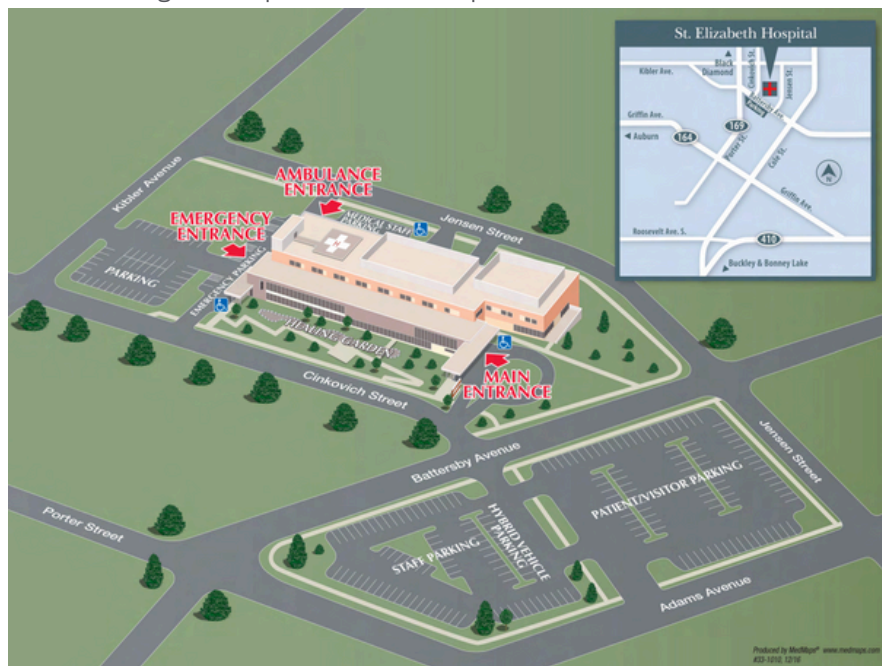 St. Elizabeth Hospital
Black
Diamond
Kibler Ave.
Cinkovich St.
Jensen St.
Battersby Ave.
Parking
Griffin Ave.
Auburn
164
169
Porter St.
Cole St.
N
Griffin Ave.
Roosevelt Ave. S.
410
Buckley & Bonney Lake
Kibler Avenue
AMBULANCE
ENTRANCE
Jensen Street
MEDICAL STAFF
PARKING
EMERGENCY
ENTRANCE
PARKING
EMERGENCY PARKING
HEALING GARDEN
MAIN
ENTRANCE
Cinkovich Street
Battersby Avenue
Jensen Street
PATIENT/VISITOR PARKING
Porter Street
STAFF PARKING
HYBRID VEHICLE
PARKING
Adams Avenue
Produced by MedMaps® www.medmaps.com